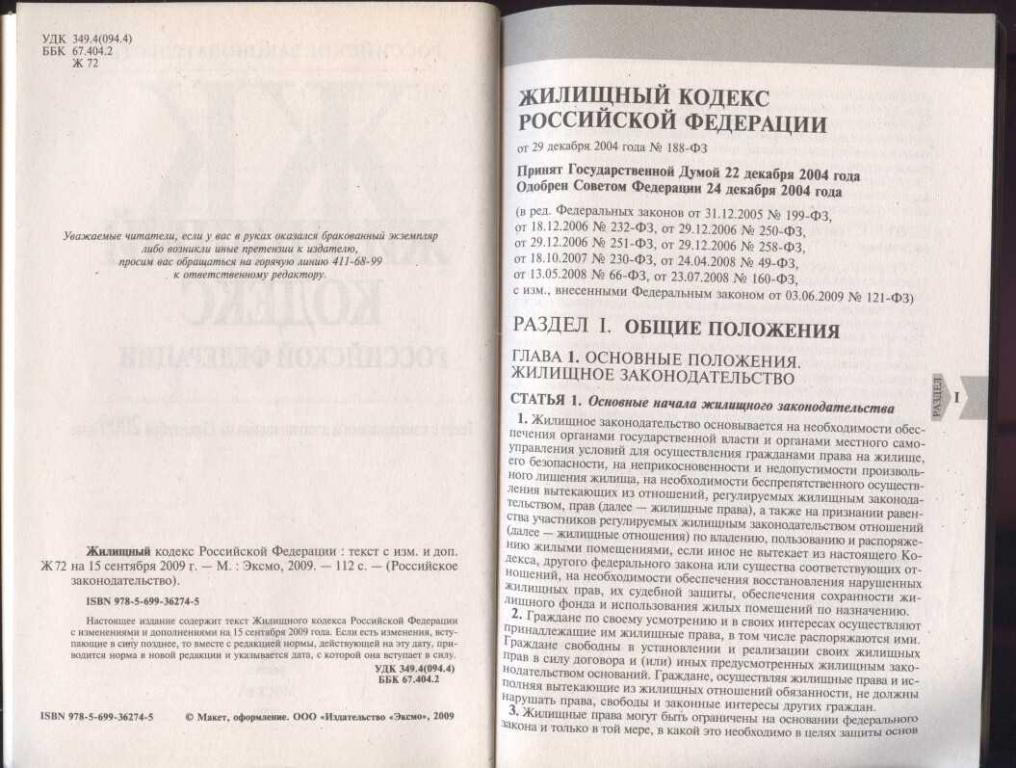 УДК 349.4(094.4)
ББК 67.404.2
Ж 72
Уважаемые читатели, если у вас в руках оказался бракованный экземпляр
либо возникли иные претензии к издателю,
просим вас обращаться на горячую линию 411-68-99
к ответственному редактору.
Жилищный кодекс Российской Федерации : текст с изм. и доп.
Ж 72 на 15 сентября 2009 г. — М. : Эксмо, 2009. — 112 с. — (Российское
законодательство).
ISBN 978-5-699-36274-5
Настоящее издание содержит текст Жилищного кодекса Российской Федерации
с изменениями и дополнениями на 15 сентября 2009 года. Если есть изменения, всту-
пающие в силу позднее, то вместе с редакцией нормы, действующей на эту дату, при-
водится норма в новой редакции и указывается дата, с которой она вступает в силу.
УДК 349.4(094.4)
ББК 67.404.2
ISBN 978-5-699-36274-5 © Макет, оформление. ООО «Издательство «Эксмо», 2009
ЖИЛИЩНЫЙ КОДЕКС
РОССИЙСКОЙ ФЕДЕРАЦИИ
от 29 декабря 2004 года № 188-ФЗ
Принят Государственной Думой 22 декабря 2004 года
Одобрен Советом Федерации 24 декабря 2004 года
(в ред. Федеральных законов от 31.12.2005 № 199-ФЗ,
от 18.12.2006 № 232-ФЗ, от 29.12.2006 № 250-ФЗ,
от 29.12.2006 № 251-ФЗ, от 29.12.2006 № 258-ФЗ,
от 18.10.2007 № 230-ФЗ, от 24.04.2008 № 49-ФЗ,
от 13.05.2008 № 66-ФЗ, от 23.07.2008 № 160-ФЗ,
с изм., внесенными Федеральным законом от 03.06.2009 № 121-ФЗ)
РАЗДЕЛ I. ОБЩИЕ ПОЛОЖЕНИЯ
ГЛАВА 1. ОСНОВНЫЕ ПОЛОЖЕНИЯ.
ЖИЛИЩНОЕ ЗАКОНОДАТЕЛЬСТВО
СТАТЬЯ 1. Основные начала жилищного законодательства
1. Жилищное законодательство основывается на необходимости обес-
печения органами государственной власти и органами местного само-
управления условий для осуществления гражданами права на жилище,
его безопасности, на неприкосновенности и недопустимости произволь-
ного лишения жилища, на необходимости беспрепятственного осуществ-
ления вытекающих из отношений, регулируемых жилищным законода-
тельством, прав (далее — жилищные права), а также на признании равен-
ства участников регулируемых жилищным законодательством отношений
(далее — жилищные отношения) по владению, пользованию и распоряже-
нию жилыми помещениями, если иное не вытекает из настоящего Ко-
декса, другого федерального закона или существа соответствующих от-
ношений, на необходимости обеспечения восстановления нарушенных
жилищных прав, их судебной защиты, обеспечения сохранности жи-
лищного фонда и использования жилых помещений по назначению.
2. Граждане по своему усмотрению и в своих интересах осуществляют
принадлежащие им жилищные права, в том числе распоряжаются ими.
Граждане свободны в установлении и реализации своих жилищных
прав в силу договора и (или) иных предусмотренных жилищным зако-
нодательством оснований. Граждане, осуществляя жилищные права и ис-
полняя вытекающие из жилищных отношений обязанности, не должны
нарушать права, свободы и законные интересы других граждан.
3. Жилищные права могут быть ограничены на основании федерального
закона и только в той мере, в какой это необходимо в целях защиты основ
РАЗДЕЛ
I